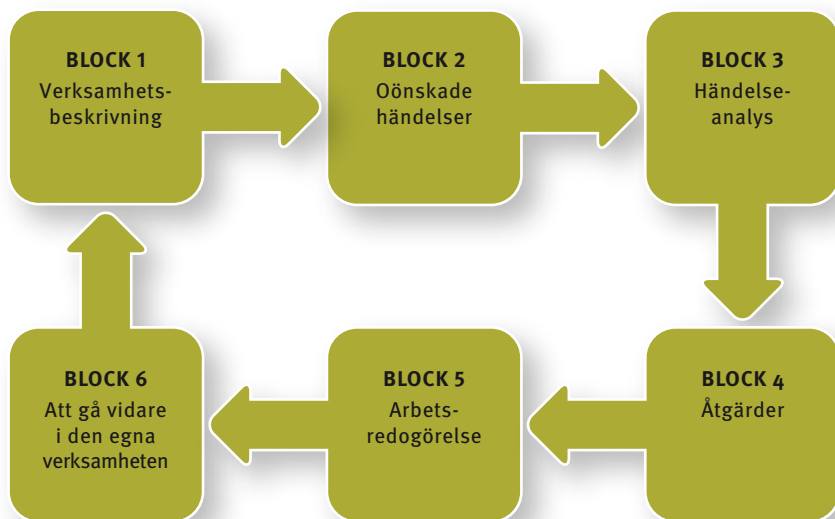 BLOCK 1
Verksamhets-
beskrivning
BLOCK 2
Oönskade
händelser
BLOCK 3
Händelse-
analys
BLOCK 4
Åtgärder
BLOCK 5
Arbets-
redogörelse
BLOCK 6
Att gå vidare
i den egna
verksamheten